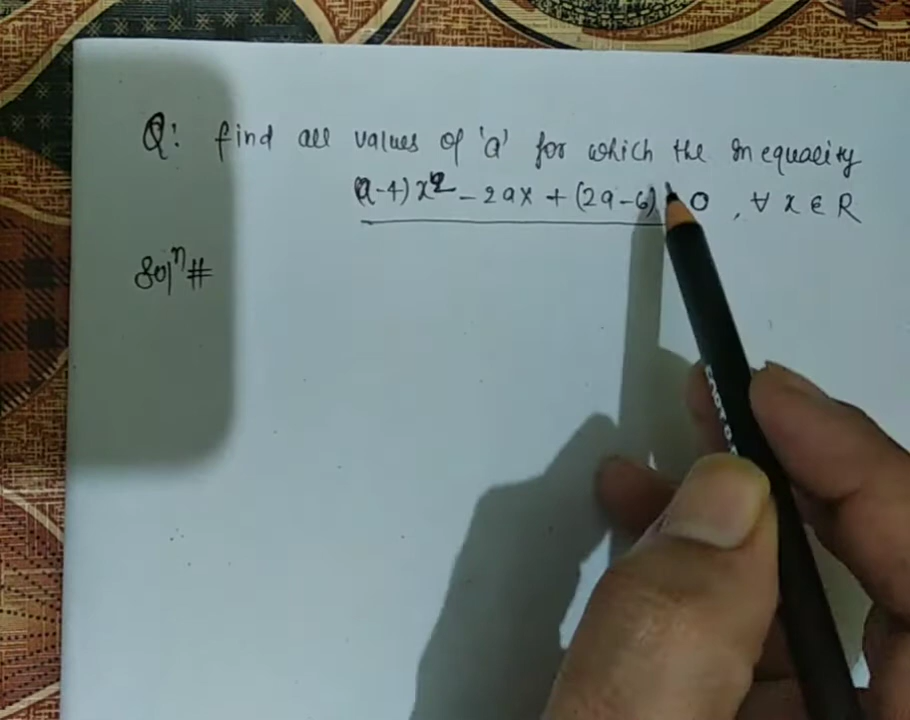 Q: find all values of 'a' for which the Inequality
(a-4)x² - 2ax + (2a-6) 0 , ∀ x ∈ R
Solⁿ #